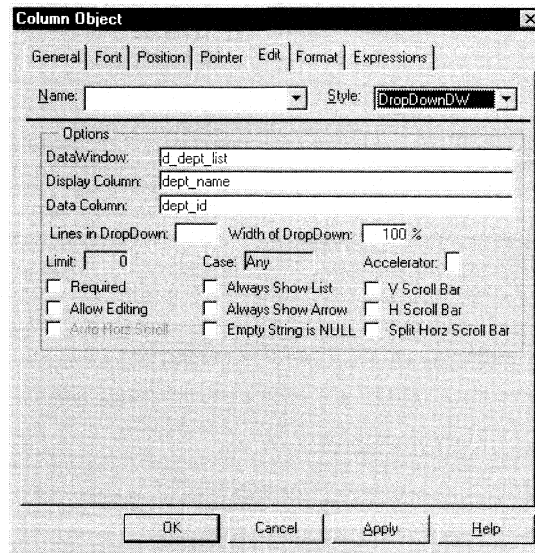 Column Object
General Font Position Pointer Edit Format Expressions
Name: Style: DropDownDW
Options
DataWindow: d_dept_list
Display Column: dept_name
Data Column: dept_id
Lines in DropDown: Width of DropDown: 100 %
Limit: 0 Case: Any Accelerator:
Required Always Show List V Scroll Bar
Allow Editing Always Show Arrow H Scroll Bar
Auto Horz Scroll Empty String is NULL Split Horz Scroll Bar
OK Cancel Apply Help